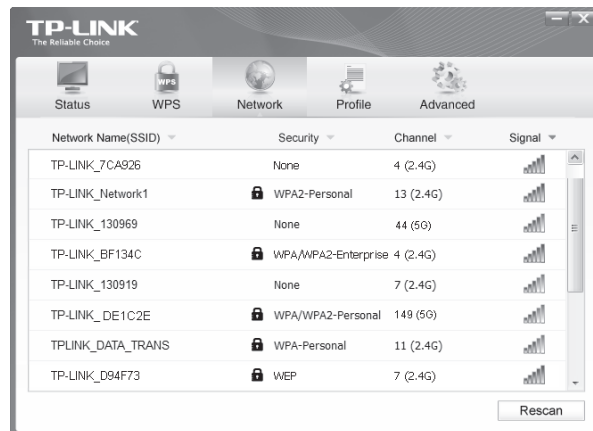 TP-LINK
The Reliable Choice
WPS
Status WPS Network Profile Advanced
Network Name(SSID) Security Channel Signal
TP-LINK_7CA926 None 4 (2.4G)
TP-LINK_Network1 WPA2-Personal 13 (2.4G)
TP-LINK_130969 None 44 (5G)
TP-LINK_BF134C WPA/WPA2-Enterprise 4 (2.4G)
TP-LINK_130919 None 7 (2.4G)
TP-LINK_ DE1C2E WPA/WPA2-Personal 149 (5G)
TPLINK_DATA_TRANS WPA-Personal 11 (2.4G)
TP-LINK_D94F73 WEP 7 (2.4G)
Rescan